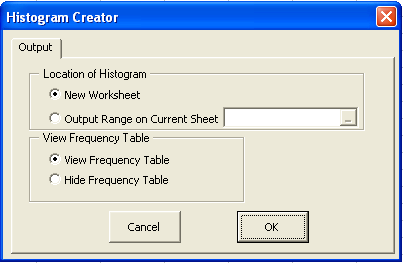 Histogram Creator
Output
Location of Histogram
New Worksheet
Output Range on Current Sheet
...
View Frequency Table
View Frequency Table
Hide Frequency Table
Cancel
OK